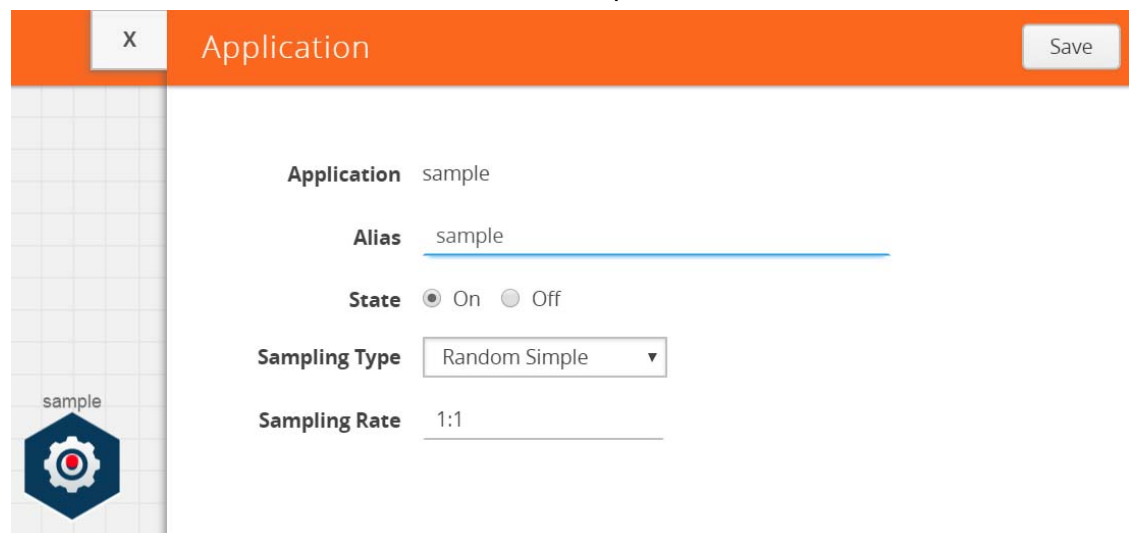 X Application Save
Application sample
Alias sample
State On Off
Sampling Type Random Simple
sample
Sampling Rate 1:1